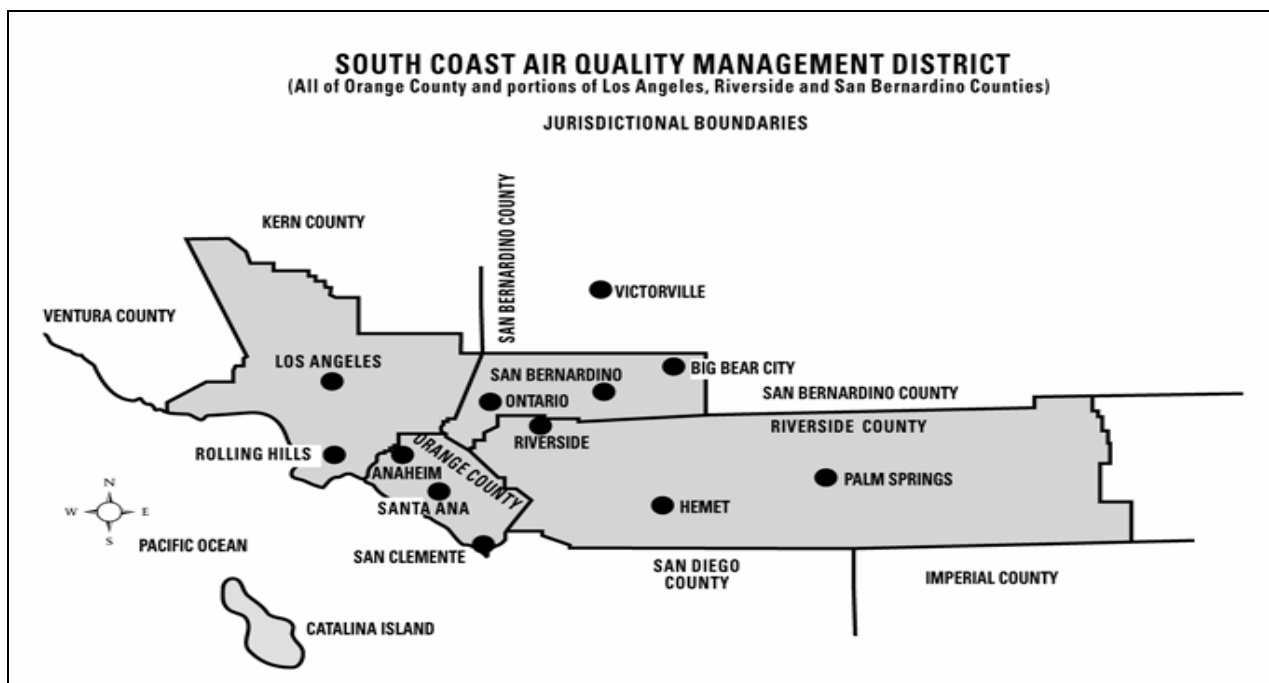 SOUTH COAST AIR QUALITY MANAGEMENT DISTRICT
(All of Orange County and portions of Los Angeles, Riverside and San Bernardino Counties)
JURISDICTIONAL BOUNDARIES
SAN BERNARDINO COUNTY
KERN COUNTY
VICTORVILLE
VENTURA COUNTY
LOS ANGELES
BIG BEAR CITY
SAN BERNARDINO
SAN BERNARDINO COUNTY
ONTARIO
RIVERSIDE COUNTY
RIVERSIDE
ORANGE COUNTY
ROLLING HILLS
ANAHEIM
PALM SPRINGS
N
W E
S
SANTA ANA
HEMET
PACIFIC OCEAN
SAN CLEMENTE
SAN DIEGO
COUNTY
IMPERIAL COUNTY
CATALINA ISLAND